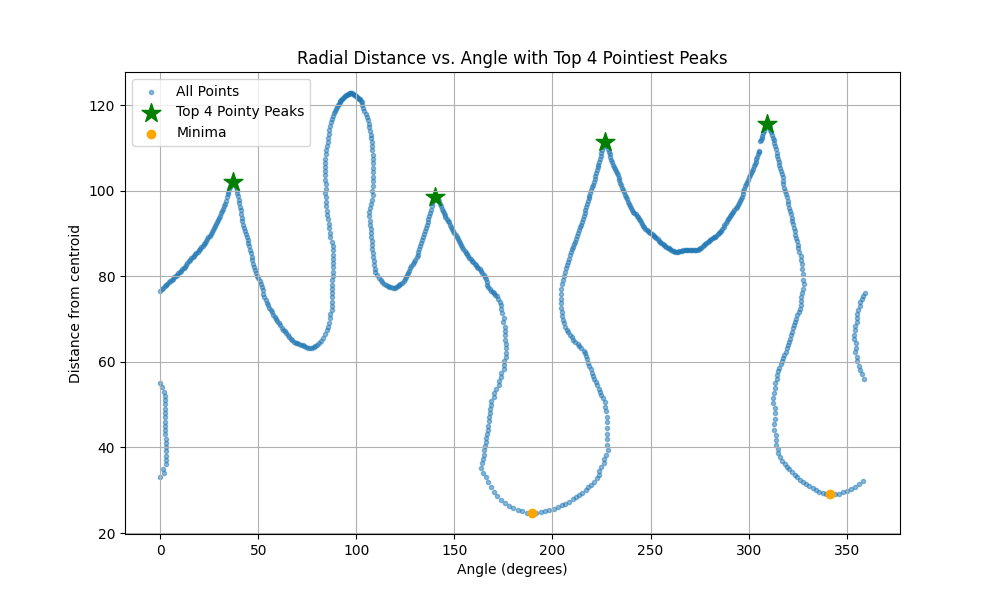 Radial Distance vs. Angle with Top 4 Pointiest Peaks
All Points
Top 4 Pointy Peaks
Minima
Distance from centroid
120
100
80
60
40
20
0 50 100 150 200 250 300 350
Angle (degrees)